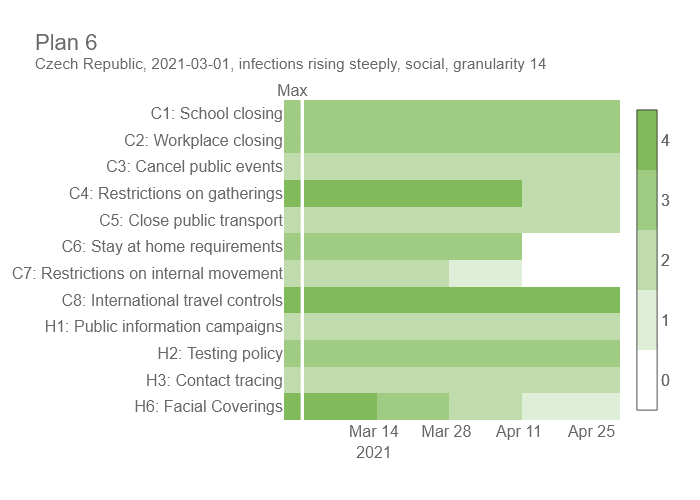 Plan 6
Czech Republic, 2021-03-01, infections rising steeply, social, granularity 14
Max
C1: School closing
C2: Workplace closing
C3: Cancel public events
C4: Restrictions on gatherings
C5: Close public transport
C6: Stay at home requirements
C7: Restrictions on internal movement
C8: International travel controls
H1: Public information campaigns
H2: Testing policy
H3: Contact tracing
H6: Facial Coverings
Mar 14 Mar 28 Apr 11 Apr 25
2021
4
3
2
1
0